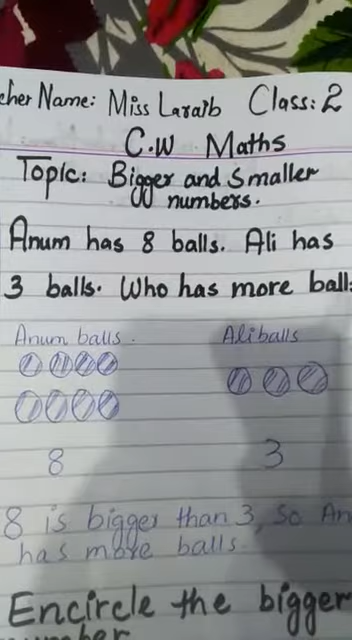 cher Name: Miss Laraib Class: 2
C.W Maths
Topic: Bigger and Smaller
numbers.
Anum has 8 balls. Ali has
3 balls. Who has more ball
Anum balls. Ali balls
8 3
8 is bigger than 3, So An
has more balls.
Encircle the bigger
number